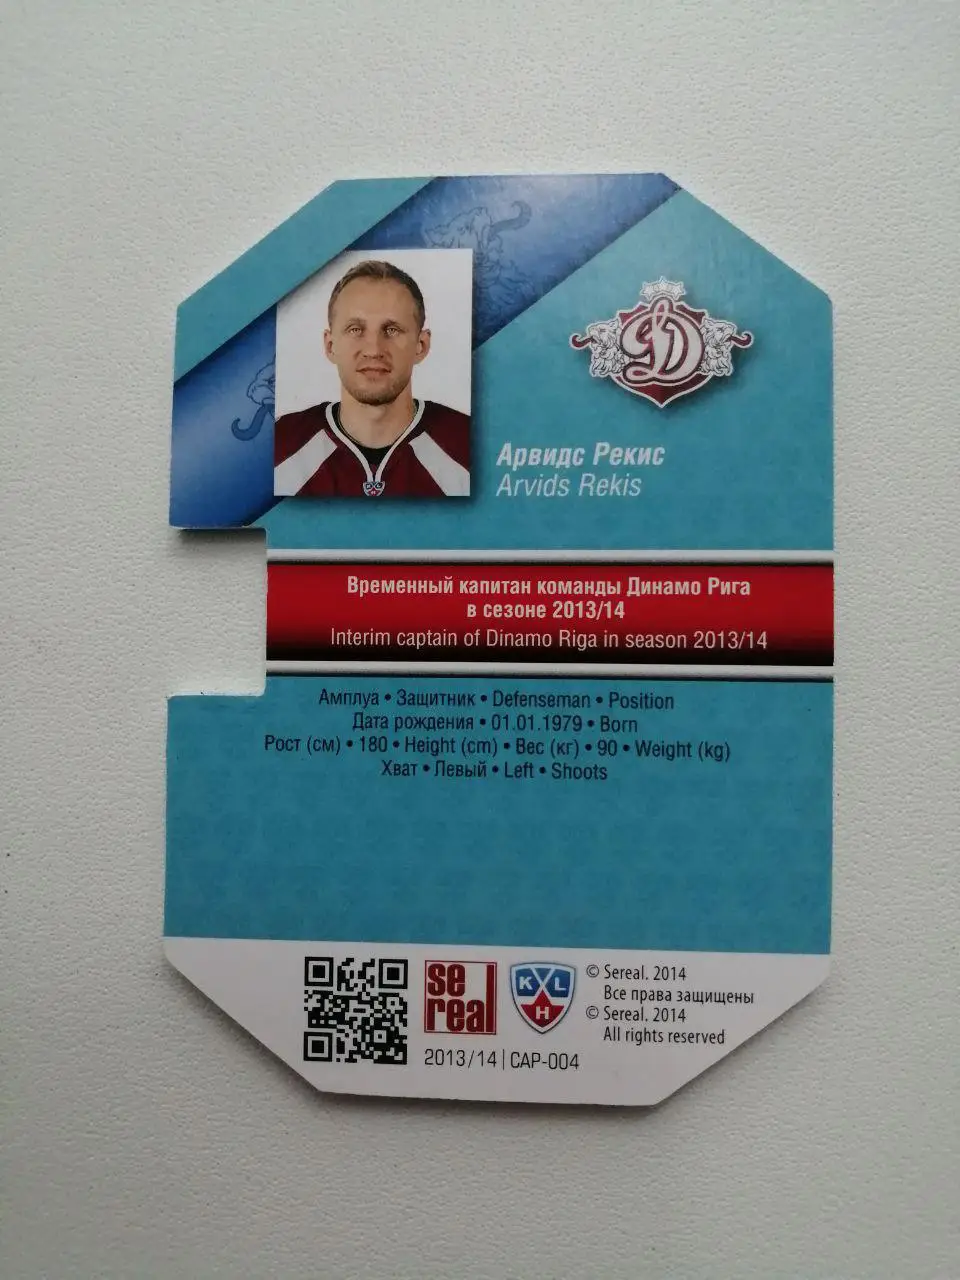 Арвидс Рекис
Arvids Rekis
Временный капитан команды Динамо Рига
в сезоне 2013/14
Interim captain of Dinamo Riga in season 2013/14
Амплуа • Защитник • Defenseman • Position
Дата рождения • 01.01.1979 • Born
Рост (см) • 180 • Height (cm) • Вес (кг) • 90 • Weight (kg)
Хват • Левый • Left • Shoots
se
real
K L
H
© Sereal. 2014
Все права защищены
© Sereal. 2014
All rights reserved
2013/14 | CAP-004